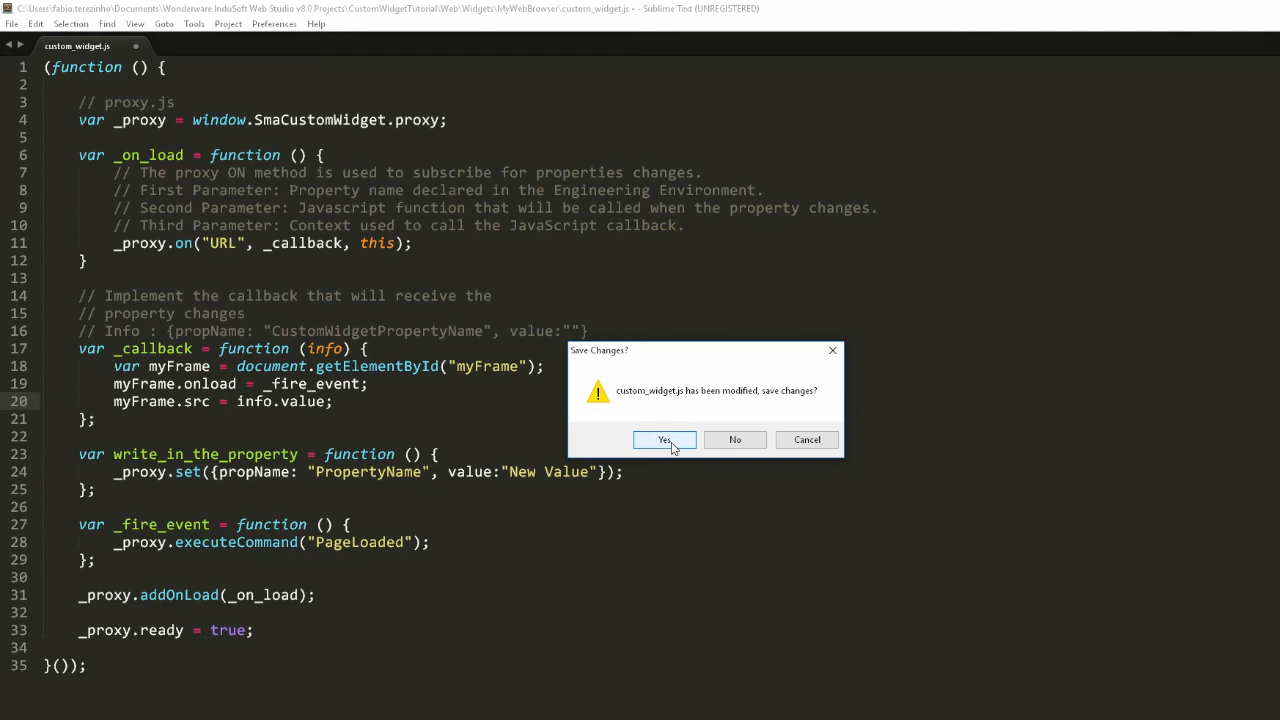 C:\Users\fabio.terezinho\Documents\Wonderware InduSoft Web Studio v8.0 Projects\CustomWidgetTutorial\Web\Widgets\MyWebBrowser\custom_widget.js • - Sublime Text (UNREGISTERED)
File Edit Selection Find View Goto Tools Project Preferences Help
custom_widget.js
1 (function () {
2
3 // proxy.js
4 var _proxy = window.SmaCustomWidget.proxy;
5
6 var _on_load = function () {
7 // The proxy ON method is used to subscribe for properties changes.
8 // First Parameter: Property name declared in the Engineering Environment.
9 // Second Parameter: Javascript function that will be called when the property changes.
10 // Third Parameter: Context used to call the JavaScript callback.
11 _proxy.on("URL", _callback, this);
12 }
13
14 // Implement the callback that will receive the
15 // property changes
16 // Info : {propName: "CustomWidgetPropertyName", value:""}
17 var _callback = function (info) {
18 var myFrame = document.getElementById("myFrame");
19 myFrame.onload = _fire_event;
20 myFrame.src = info.value;
21 };
22
23 var write_in_the_property = function () {
24 _proxy.set({propName: "PropertyName", value:"New Value"});
25 };
26
27 var _fire_event = function () {
28 _proxy.executeCommand("PageLoaded");
29 };
30
31 _proxy.addOnLoad(_on_load);
32
33 _proxy.ready = true;
34
35 }());
Save Changes?
custom_widget.js has been modified, save changes?
Yes No Cancel